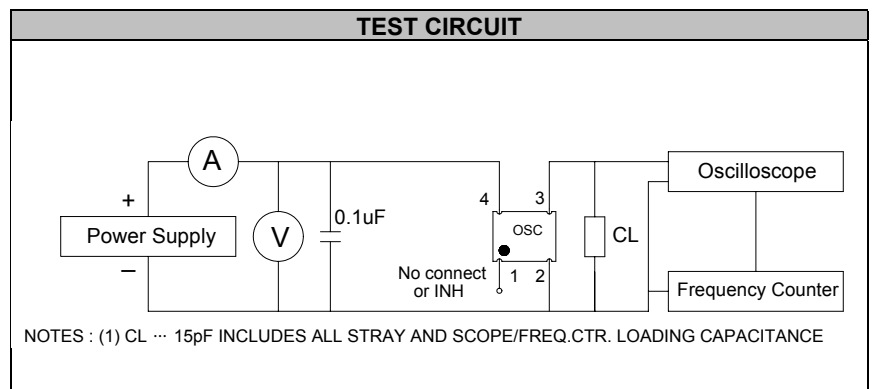 TEST CIRCUIT
A
Oscilloscope
+
4
3
0.1uF
Power Supply
V
OSC
CL
–
No connect
or INH
1
2
Frequency Counter
NOTES : (1) CL ··· 15pF INCLUDES ALL STRAY AND SCOPE/FREQ.CTR. LOADING CAPACITANCE